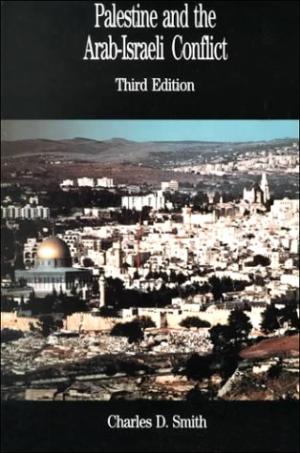 Palestine and the
Arab-Israeli Conflict
Third Edition
Charles D. Smith